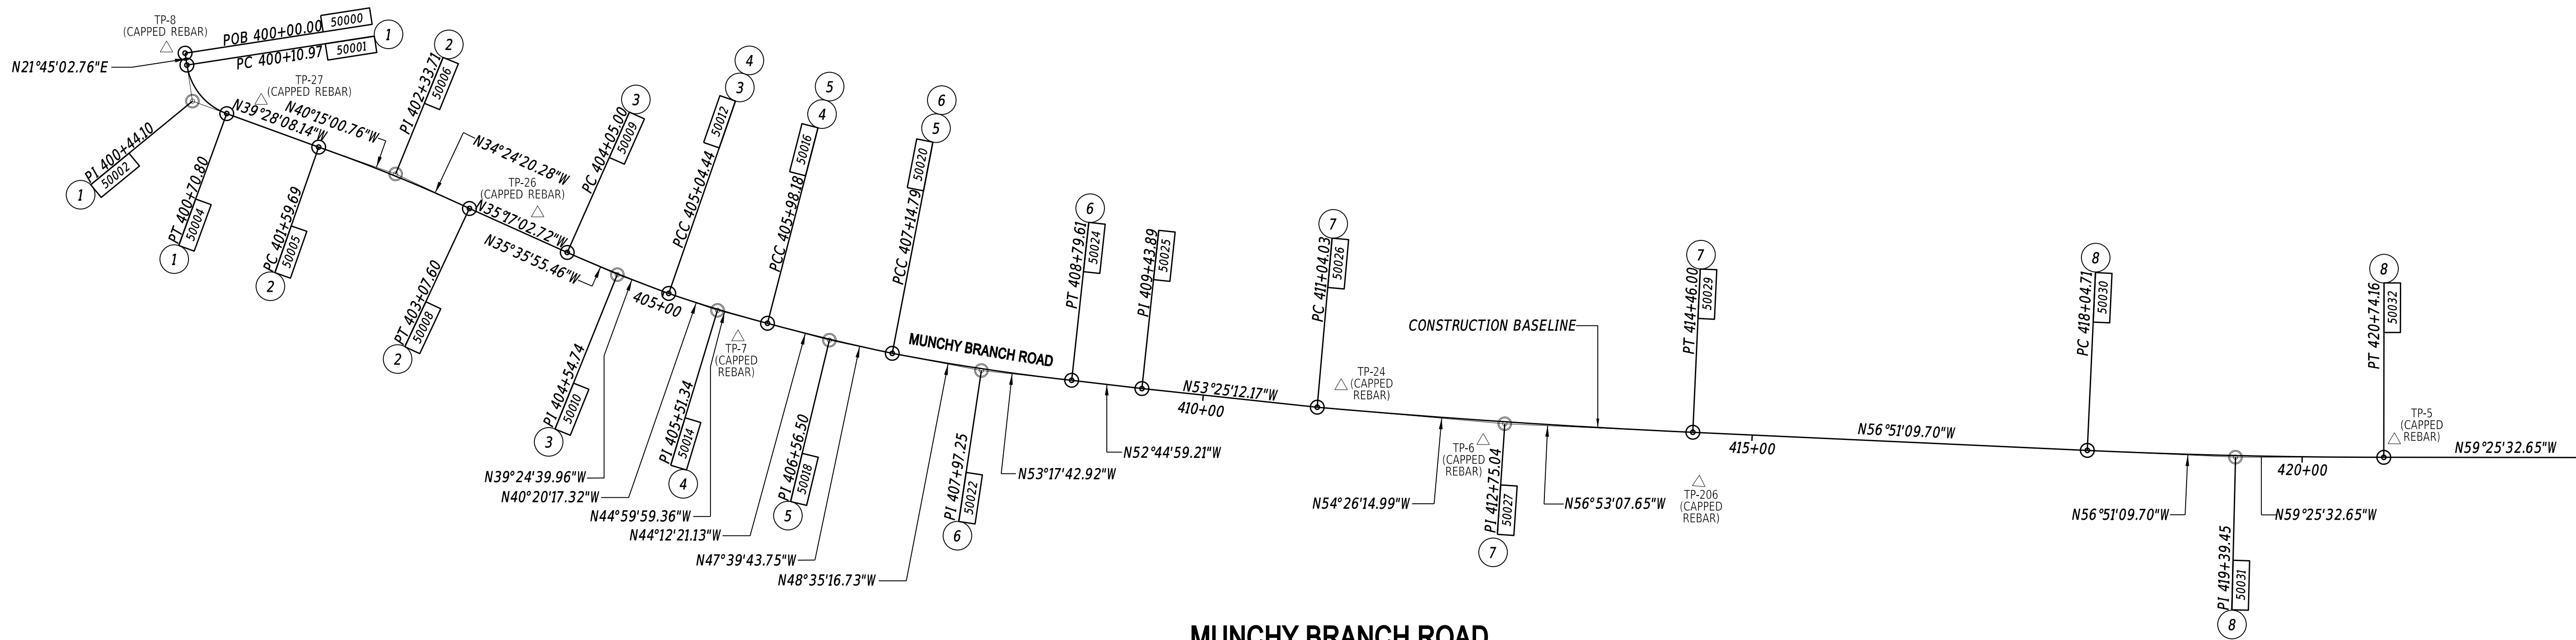 TP-8
(CAPPED REBAR)
POB 400+00.00 50000
PC 400+10.97 50001
1
N21°45'02.76"E
TP-27
(CAPPED REBAR)
PI 400+44.10
50002
1
N39°28'08.14"W
N40°15'00.76"W
PT 400+70.80
50004
1
PC 401+59.69
50005
2
2
PI 402+33.71
50006
N34°24'20.28"W
TP-26
(CAPPED REBAR)
PT 403+07.60
50008
2
N35°17'02.72"W
N35°35'55.46"W
3
PC 404+05.00
50009
405+00
PI 404+54.74
50010
3
4
3
PCC 405+04.44
50012
N39°24'39.96"W
N40°20'17.32"W
PI 405+51.34
50014
4
TP-7
(CAPPED
REBAR)
5
4
PCC 405+98.18
50016
N44°59'59.36"W
N44°12'21.13"W
PI 406+56.50
50018
5
6
5
PCC 407+14.79
50020
N47°39'43.75"W
N48°35'16.73"W
MUNCHY BRANCH ROAD
PI 407+97.25
50022
6
N53°17'42.92"W
6
PT 408+79.61
50024
N52°44'59.21"W
PI 409+43.89
50025
N53°25'12.17"W
410+00
7
PC 411+04.03
50026
TP-24
(CAPPED
REBAR)
CONSTRUCTION BASELINE
N54°26'14.99"W
TP-6
(CAPPED
REBAR)
PI 412+75.04
50027
7
N56°53'07.65"W
7
PT 414+46.00
50029
415+00
TP-206
(CAPPED
REBAR)
N56°51'09.70"W
8
PC 418+04.71
50030
N56°51'09.70"W
PI 419+39.45
50031
8
N59°25'32.65"W
420+00
8
PT 420+74.16
50032
TP-5
(CAPPED
REBAR)
N59°25'32.65"W
MUNCHY BRANCH ROAD